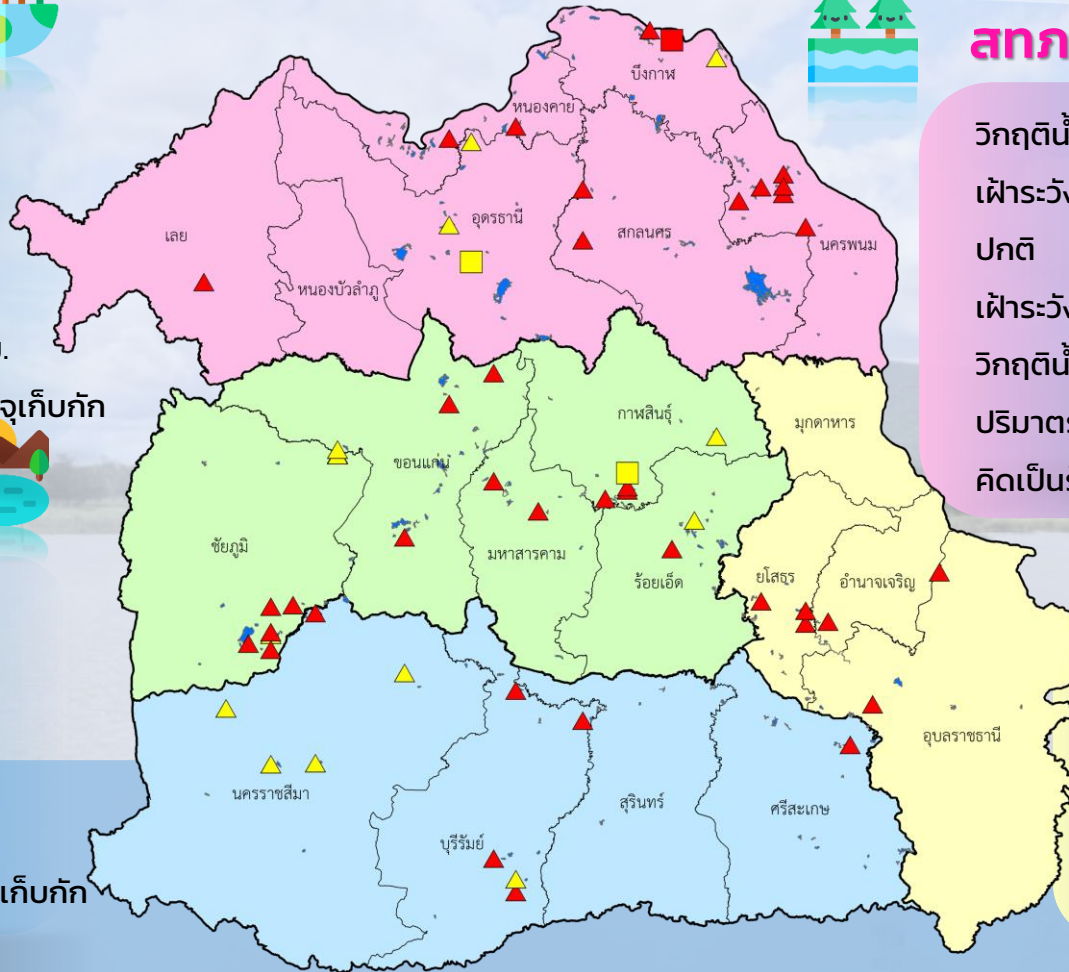 สทภ
วิกฤติน้
เฝ้าระวัง
ปกติ
เฝ้าระวัง
วิกฤติน้
ปริมาตร
คิดเป็นร
บึงกาฬ
หนองคาย
เลย
อุดรธานี
สกลนคร
นครพนม
หนองบัวลำภู
จุเก็บกัก
กาฬสินธุ์
มุกดาหาร
ขอนแก่น
ชัยภูมิ
มหาสารคาม
ร้อยเอ็ด
ยโสธร
อำนาจเจริญ
อุบลราชธานี
นครราชสีมา
สุรินทร์
ศรีสะเกษ
บุรีรัมย์
เก็บกัก